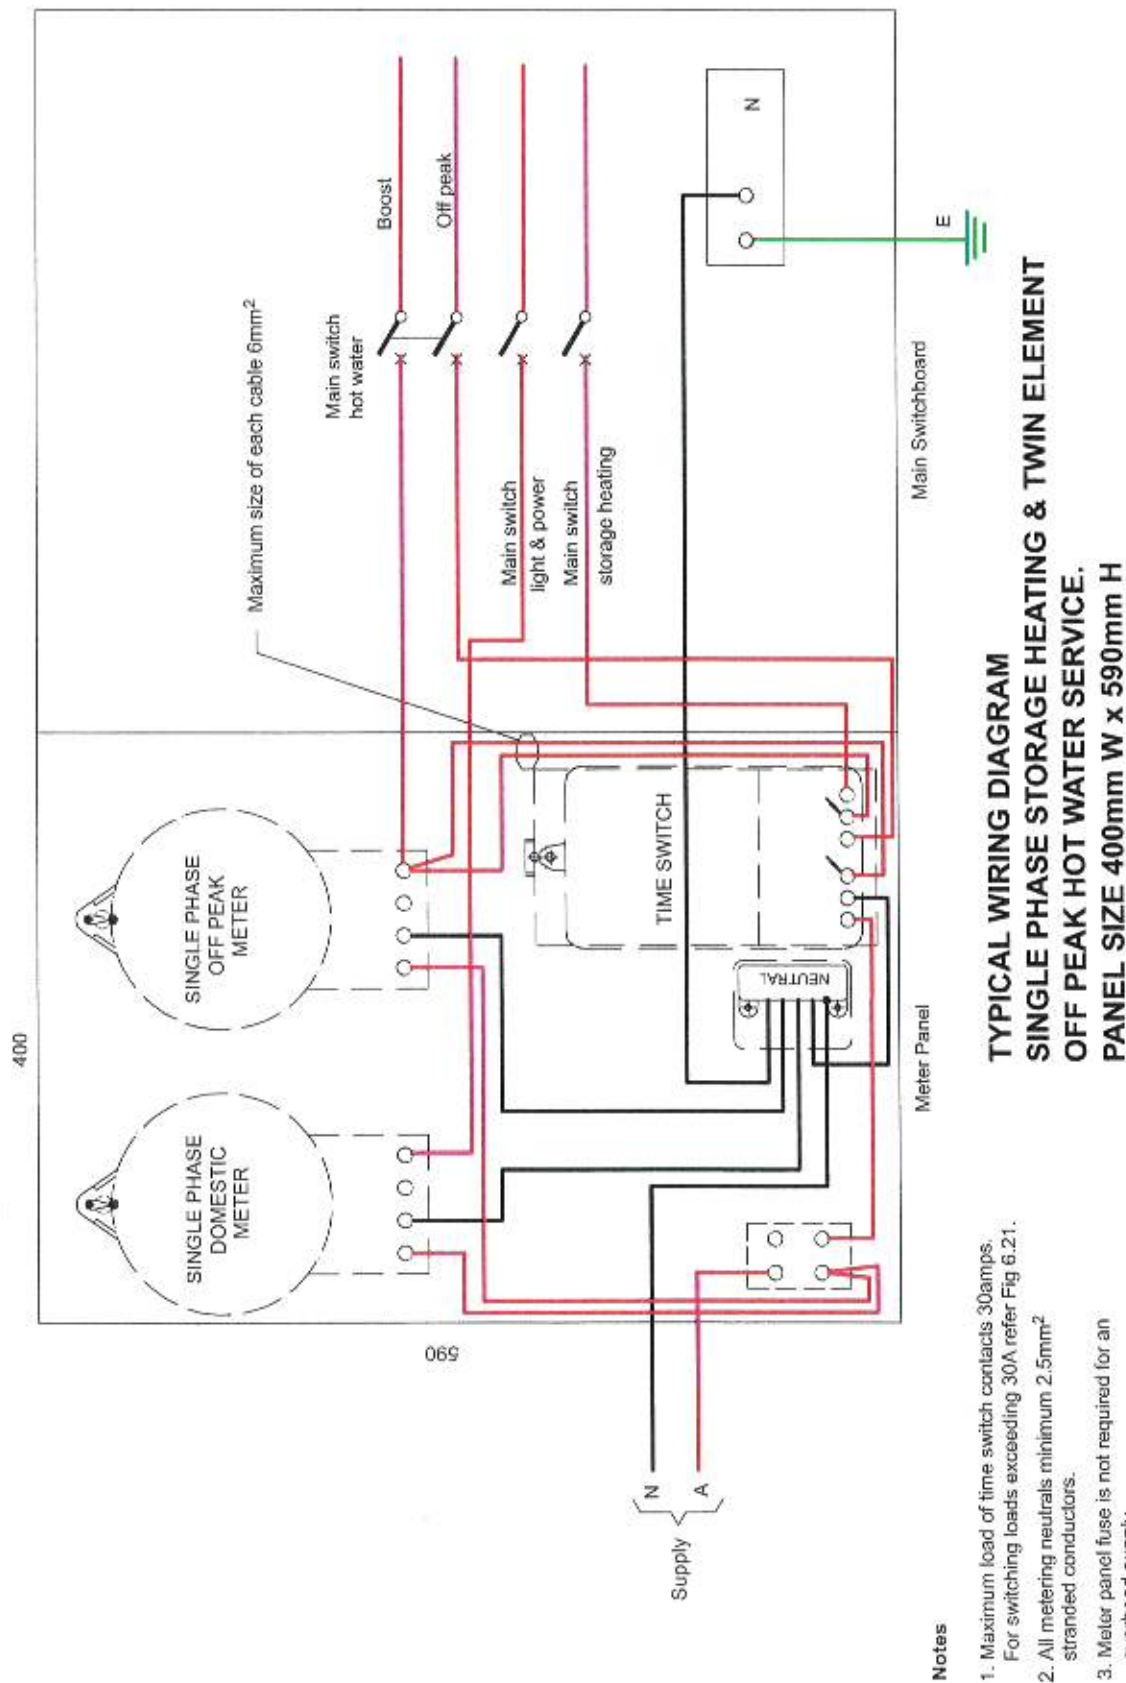 400
590
SINGLE PHASE
DOMESTIC
METER
SINGLE PHASE
OFF PEAK
METER
Maximum size of each cable 6mm²
Main switch
hot water
Boost
Off peak
Main switch
light & power
Main switch
storage heating
TIME SWITCH
NEUTRAL
N
E
Supply
N
A
Meter Panel
Main Switchboard
Notes
1. Maximum load of time switch contacts 30amps.
For switching loads exceeding 30A refer Fig 6.21.
2. All metering neutrals minimum 2.5mm²
stranded conductors.
3. Meter panel fuse is not required for an
TYPICAL WIRING DIAGRAM
SINGLE PHASE STORAGE HEATING & TWIN ELEMENT
OFF PEAK HOT WATER SERVICE.
PANEL SIZE 400mm W x 590mm H